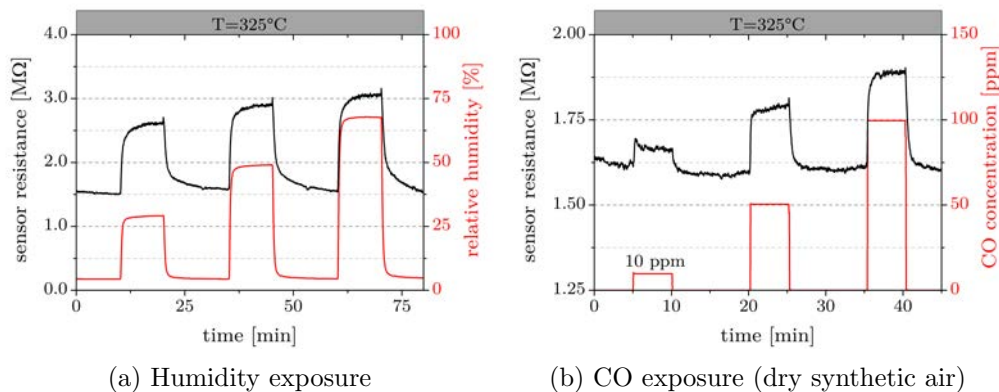 T=325°C
100
75
50
25
0
relative humidity [%]
4.0
3.0
2.0
1.0
0.0
sensor resistance [MΩ]
0
25
50
75
time [min]
(a) Humidity exposure
T=325°C
150
100
50
0
CO concentration [ppm]
2.00
1.75
1.50
1.25
sensor resistance [MΩ]
10 ppm
0
10
20
30
40
time [min]
(b) CO exposure (dry synthetic air)